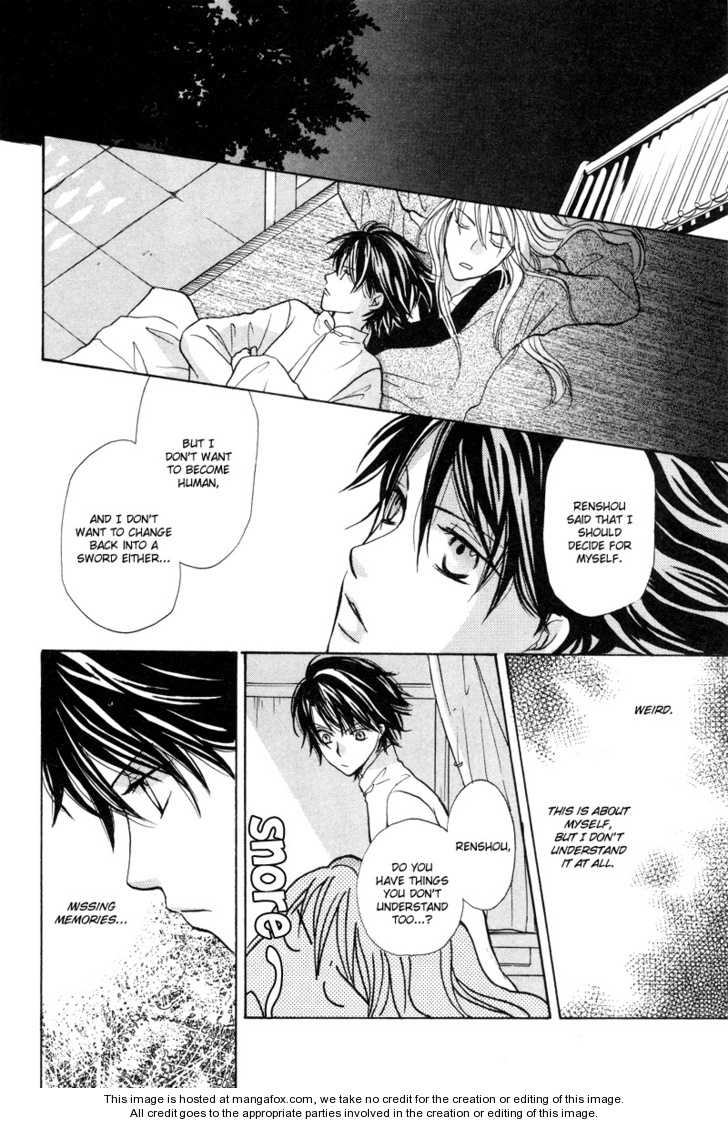 RENSHOU
SAID THAT I
SHOULD
DECIDE FOR
MYSELF.
BUT I
DON'T WANT
TO BECOME
HUMAN,
AND I DON'T
WANT TO CHANGE
BACK INTO A
SWORD EITHER...
WEIRD.
THIS IS ABOUT
MYSELF,
BUT I DON'T
UNDERSTAND
IT AT ALL.
RENSHOU,
DO YOU
HAVE THINGS
YOU DON'T
UNDERSTAND
TOO...?
snore~
MISSING
MEMORIES...
This image is hosted at mangafox.com, we take no credit for the creation or editing of this image.
All credit goes to the appropriate parties involved in the creation or editing of this image.